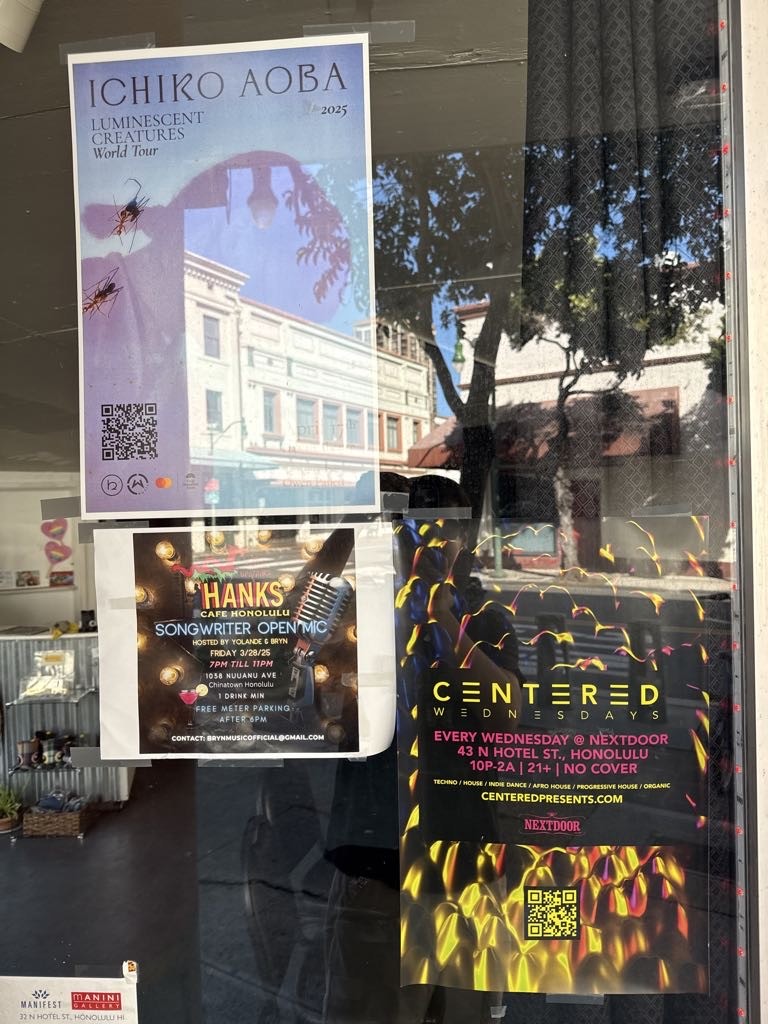 ICHIKO AOBA
2025
LUMINESCENT
CREATURES
World Tour
HANKS
CAFE HONOLULU
SONGWRITER OPEN MIC
HOSTED BY YOLANDE & BRYN
FRIDAY 3/28/25
7PM TILL 11PM
1038 NUUANU AVE
Chinatown Honolulu
1 DRINK MIN
FREE METER PARKING
AFTER 6PM
CONTACT: BRYNMUSICOFFICIAL@GMAIL.COM
CENTERED
WEDNESDAYS
EVERY WEDNESDAY @ NEXTDOOR
43 N HOTEL ST., HONOLULU
10P-2A | 21+ | NO COVER
TECHNO / HOUSE / INDIE DANCE / AFRO HOUSE / PROGRESSIVE HOUSE / ORGANIC
CENTEREDPRESENTS.COM
NEXTDOOR
MANIFEST
MANINI
GALLERY
32 N HOTEL ST., HONOLULU HI